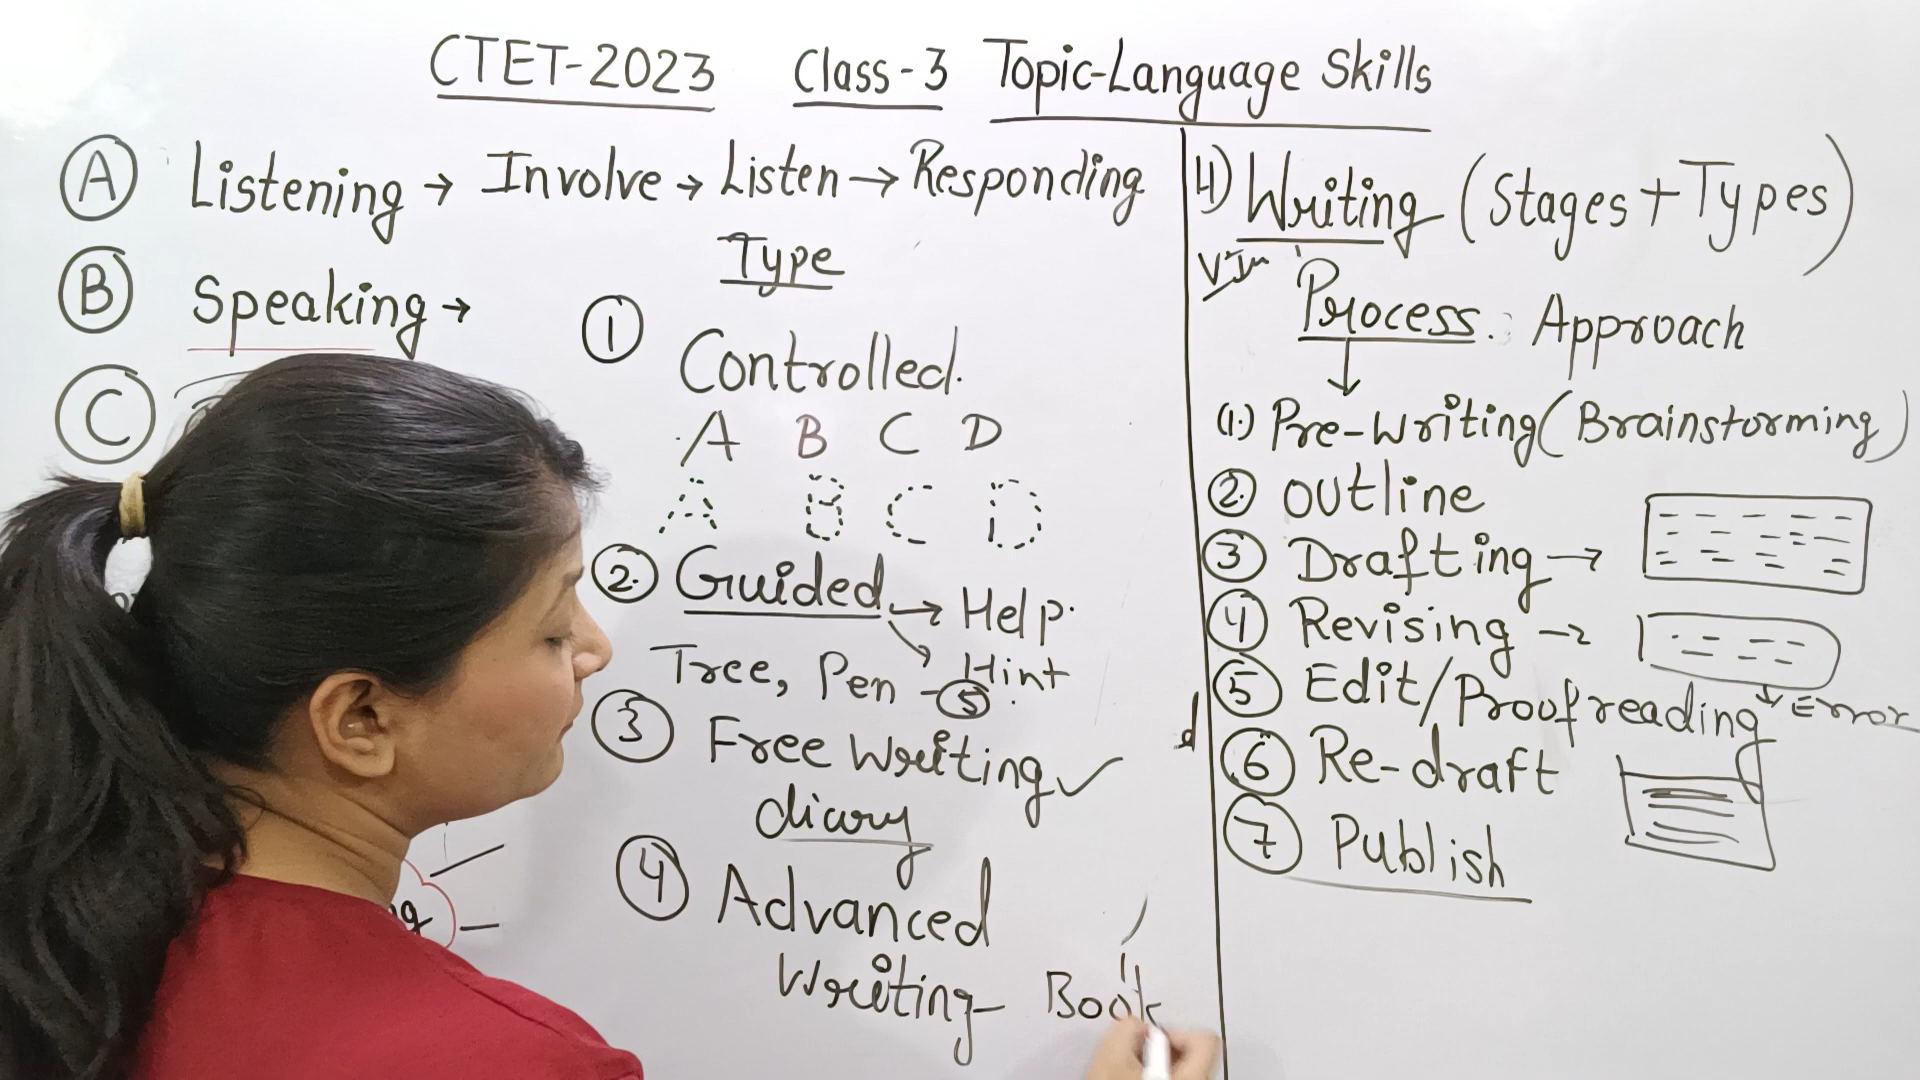 CTET-2023 Class-3 Topic-Language Skills
A Listening → Involve → Listen → Responding
B Speaking →
C
Type
1 Controlled.
A B C D
A B C D
2. Guided → Help.
Hint
Tree, Pen - 5.
3 Free Writing ✓
diary
4 Advanced
Writing - Book
4) Writing (Stages + Types)
VIm Process. Approach
(1.) Pre-Writing (Brainstorming)
2. outline
3 Drafting →
4 Revising →
5 Edit/Proofreading → Error
6 Re-draft
7 Publish